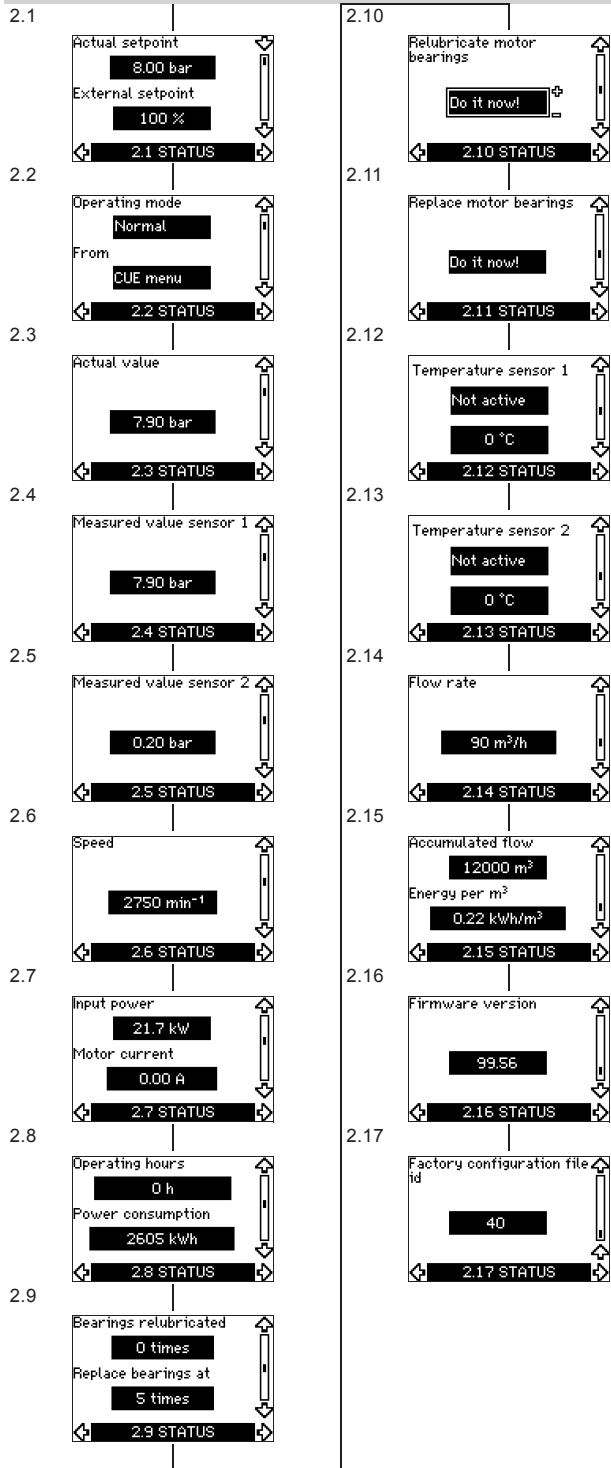 2.1
Actual setpoint
8.00 bar
External setpoint
100 %
2.1 STATUS
2.2
Operating mode
Normal
From
CUE menu
2.2 STATUS
2.3
Actual value
7.90 bar
2.3 STATUS
2.4
Measured value sensor 1
7.90 bar
2.4 STATUS
2.5
Measured value sensor 2
0.20 bar
2.5 STATUS
2.6
Speed
2750 min⁻¹
2.6 STATUS
2.7
Input power
21.7 kW
Motor current
0.00 A
2.7 STATUS
2.8
Operating hours
0 h
Power consumption
2605 kWh
2.8 STATUS
2.9
Bearings relubricated
0 times
Replace bearings at
5 times
2.9 STATUS
2.10
Relubricate motor
bearings
Do it now!
+
−
2.10 STATUS
2.11
Replace motor bearings
Do it now!
2.11 STATUS
2.12
Temperature sensor 1
Not active
0 °C
2.12 STATUS
2.13
Temperature sensor 2
Not active
0 °C
2.13 STATUS
2.14
Flow rate
90 m³/h
2.14 STATUS
2.15
Accumulated flow
12000 m³
Energy per m³
0.22 kWh/m³
2.15 STATUS
2.16
Firmware version
99.56
2.16 STATUS
2.17
Factory configuration file
id
40
2.17 STATUS